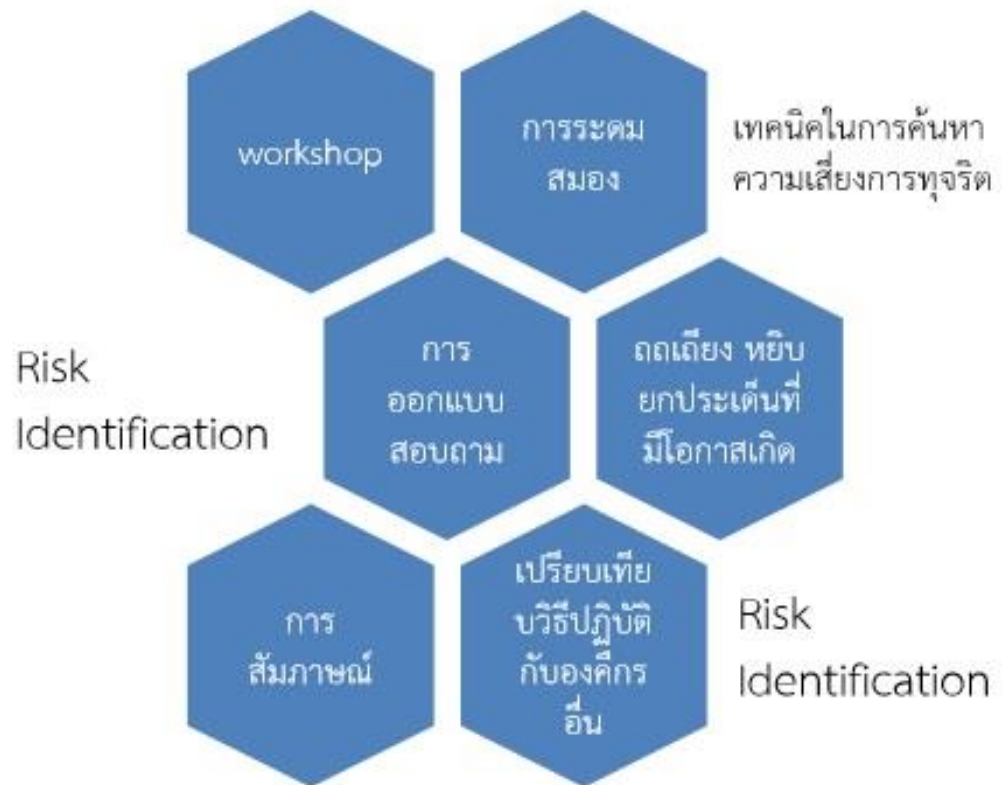 workshop
การระดม
สมอง
เทคนิคในการค้นหา
ความเสี่ยงการทุจริต
Risk
Identification
การ
ออกแบบ
สอบถาม
ถถเถียง หยิบ
ยกประเด็นที่
มีโอกาสเกิด
การ
สัมภาษณ์
เปรียบเทีย
บวิธีปฏิบัติ
กับองค์กร
อื่น
Risk
Identification